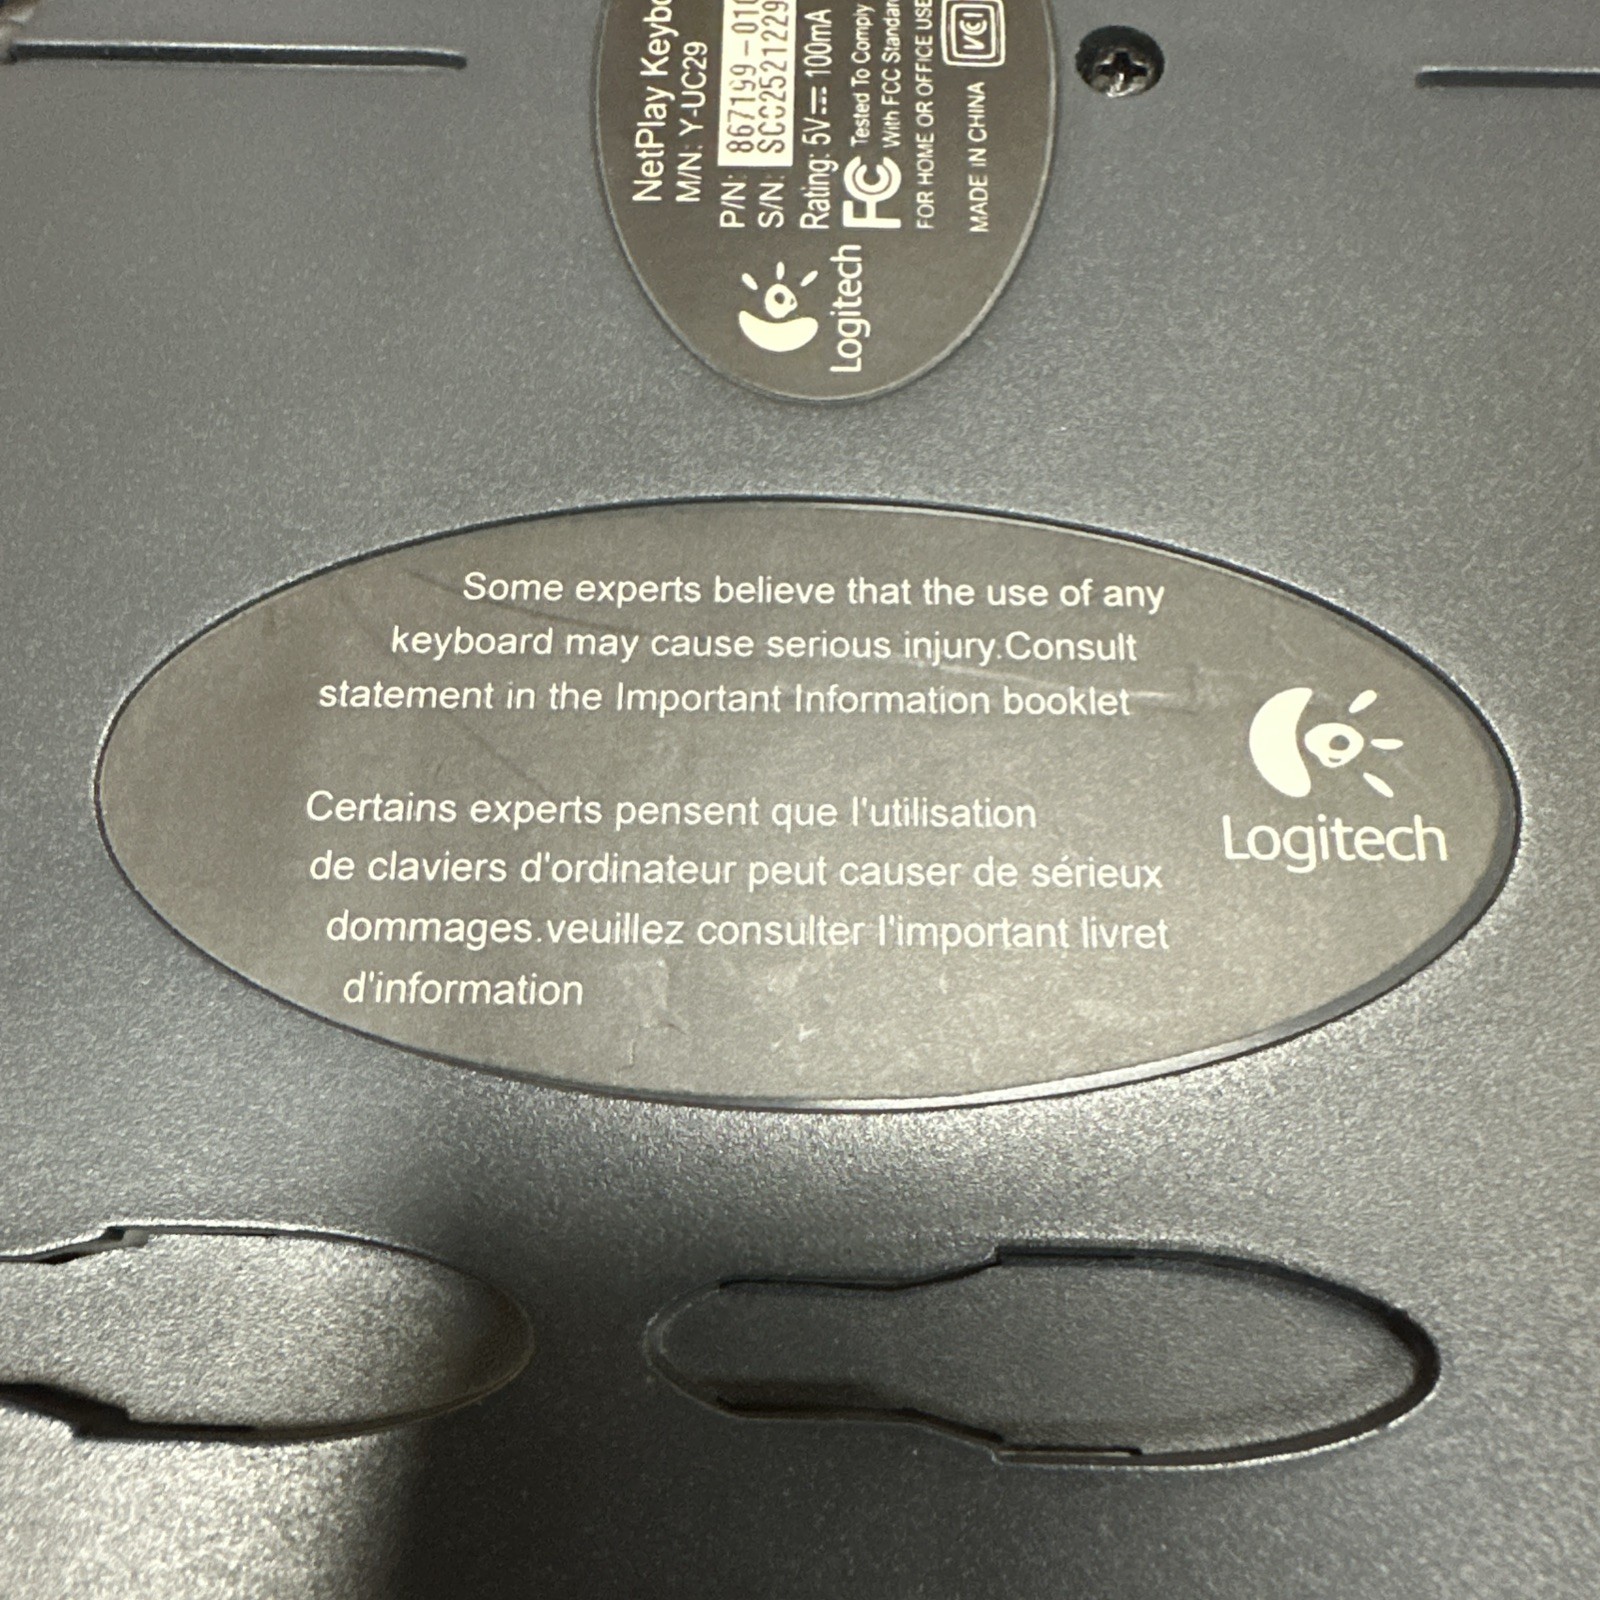 NetPlay
M/N: Y-UC29
P/N: 867199-010
S/N:
Rating: 5V⎓100mA
FC Tested To Comply
With FCC Standard
FOR HOME OR OFFICE USE
MADE IN CHINA
VCI
Logitech
Some experts believe that the use of any
keyboard may cause serious injury.Consult
statement in the Important Information booklet
Certains experts pensent que l'utilisation
de claviers d'ordinateur peut causer de sérieux
dommages.veuillez consulter l'important livret
d'information
Logitech